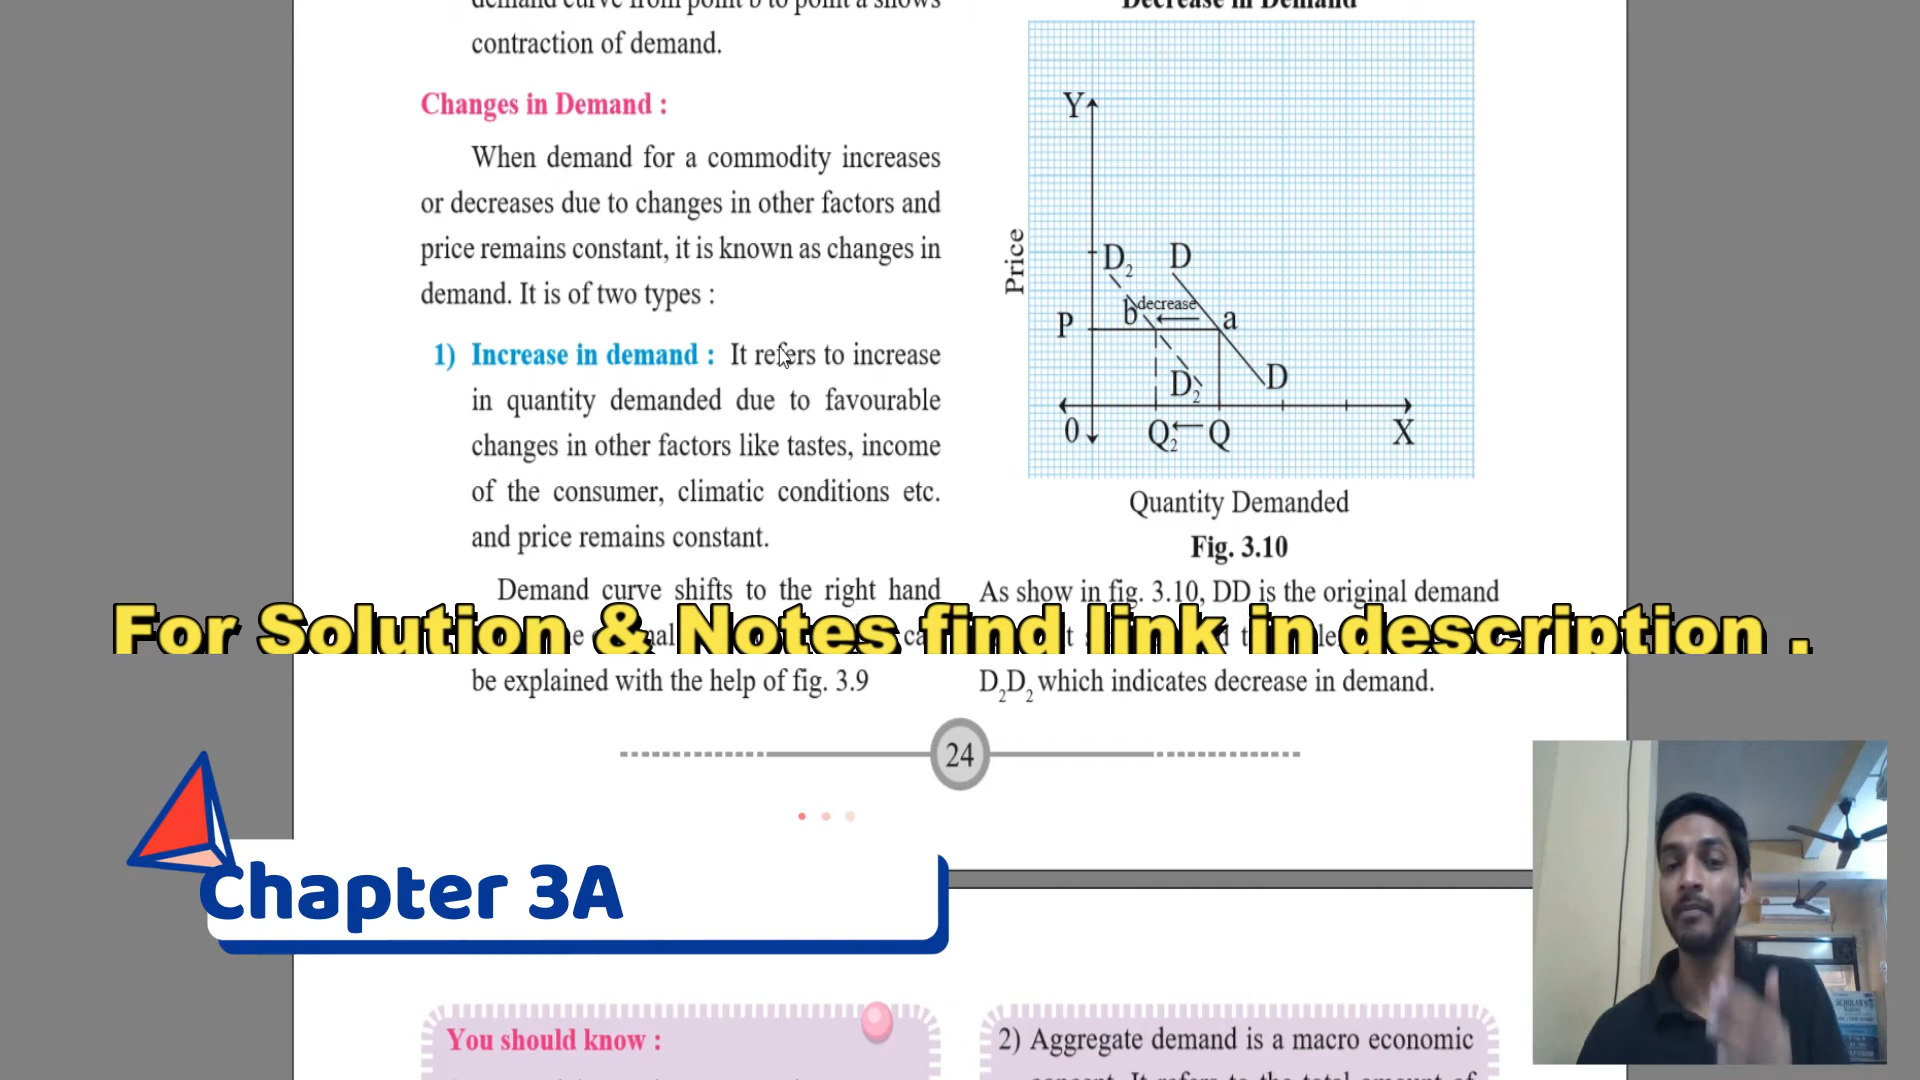 contraction of demand.
Changes in Demand :
When demand for a commodity increases
or decreases due to changes in other factors and
price remains constant, it is known as changes in
demand. It is of two types :
1) Increase in demand : It refers to increase
in quantity demanded due to favourable
changes in other factors like tastes, income
of the consumer, climatic conditions etc.
and price remains constant.
Demand curve shifts to the right hand
be explained with the help of fig. 3.9
Decrease in Demand
Y
Price
D2 D
decrease
b a
P
D2 D
0 Q2 Q X
Quantity Demanded
Fig. 3.10
As show in fig. 3.10, DD is the original demand
D2D2 which indicates decrease in demand.
For Solution & Notes find link in description .
24
Chapter 3A
You should know :
2) Aggregate demand is a macro economic